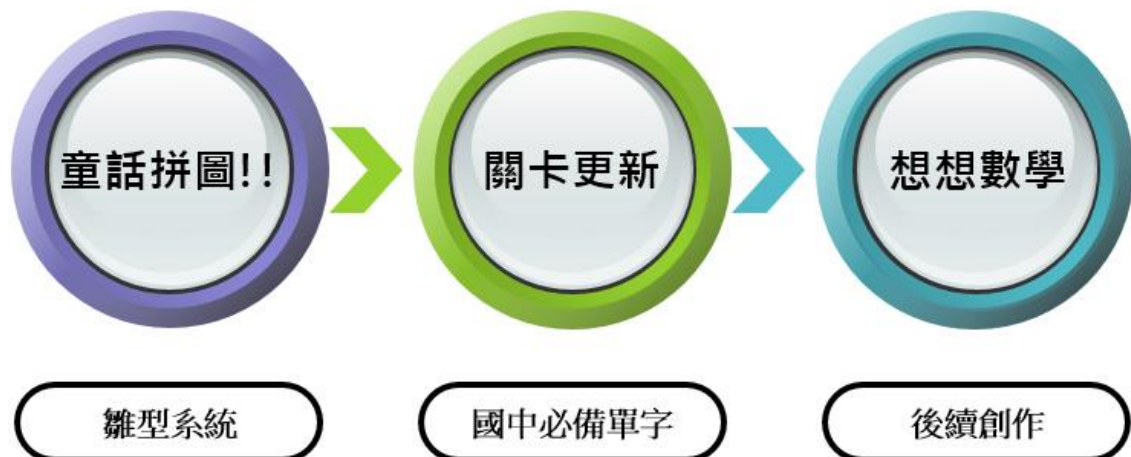 童話拼圖!!
關卡更新
想想數學
雛型系統
國中必備單字
後續創作